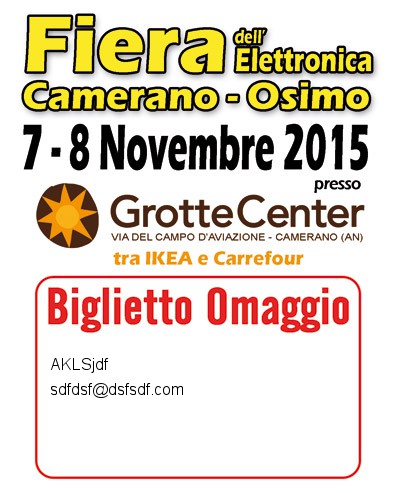 Fiera dell' Elettronica
Camerano - Osimo
7 - 8 Novembre 2015
presso
GrotteCenter
VIA DEL CAMPO D'AVIAZIONE - CAMERANO (AN)
tra IKEA e Carrefour
Biglietto Omaggio
AKLSjdf
sdfdsf@dsfsdf.com